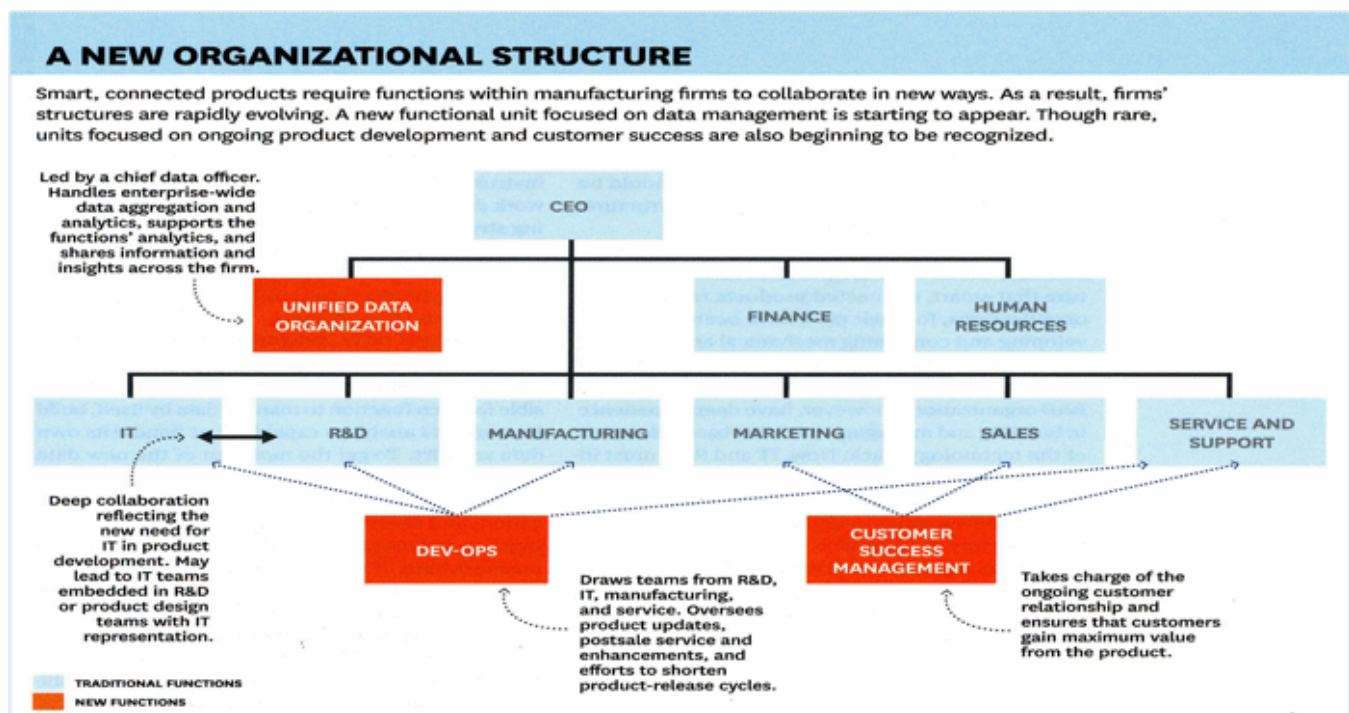 A NEW ORGANIZATIONAL STRUCTURE
Smart, connected products require functions within manufacturing firms to collaborate in new ways. As a result, firms'
structures are rapidly evolving. A new functional unit focused on data management is starting to appear. Though rare,
units focused on ongoing product development and customer success are also beginning to be recognized.
Led by a chief data officer.
Handles enterprise-wide
data aggregation and
analytics, supports the
functions' analytics, and
shares information and
insights across the firm.
CEO
UNIFIED DATA
ORGANIZATION
FINANCE
HUMAN
RESOURCES
IT
R&D
MANUFACTURING
MARKETING
SALES
SERVICE AND
SUPPORT
Deep collaboration
reflecting the
new need for
IT in product
development. May
lead to IT teams
embedded in R&D
or product design
teams with IT
representation.
DEV-OPS
Draws teams from R&D,
IT, manufacturing,
and service. Oversees
product updates,
postsale service and
enhancements, and
efforts to shorten
product-release cycles.
CUSTOMER
SUCCESS
MANAGEMENT
Takes charge of the
ongoing customer
relationship and
ensures that customers
gain maximum value
from the product.
TRADITIONAL FUNCTIONS
NEW FUNCTIONS